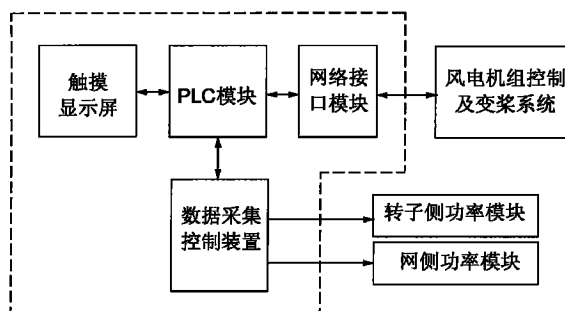 触摸
显示屏
PLC模块
网络接
口模块
风电机组控制
及变桨系统
数据采集
控制装置
转子侧功率模块
网侧功率模块